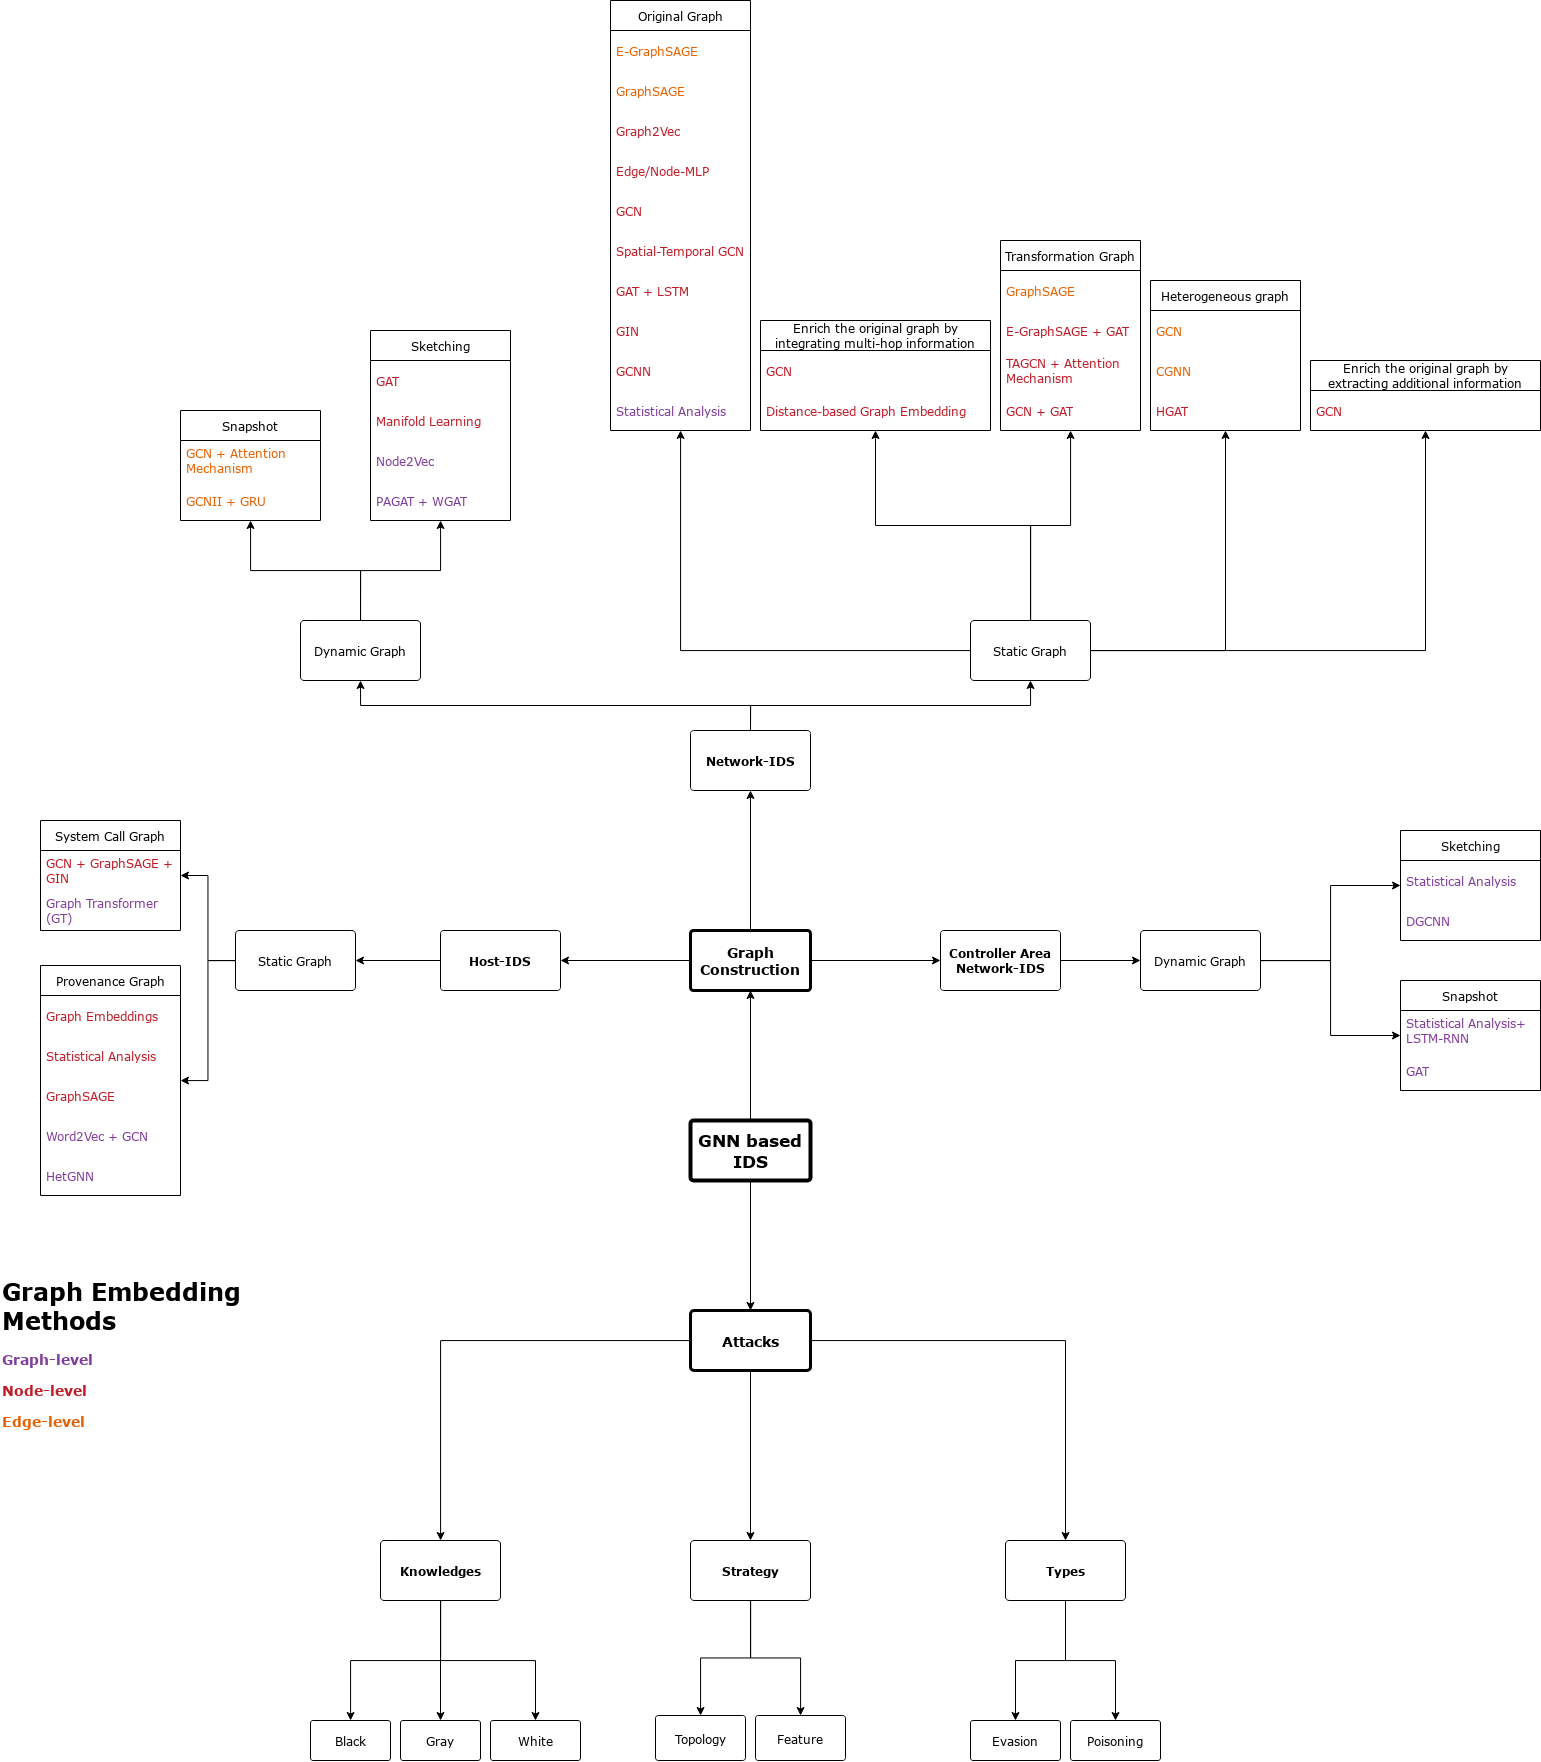 Original Graph
E-GraphSAGE
GraphSAGE
Graph2Vec
Edge/Node-MLP
GCN
Spatial-Temporal GCN
GAT + LSTM
GIN
GCNN
Statistical Analysis
Enrich the original graph by
integrating multi-hop information
GCN
Distance-based Graph Embedding
Transformation Graph
GraphSAGE
E-GraphSAGE + GAT
TAGCN + Attention
Mechanism
GCN + GAT
Heterogeneous graph
GCN
CGNN
HGAT
Enrich the original graph by
extracting additional information
GCN
Sketching
GAT
Manifold Learning
Node2Vec
PAGAT + WGAT
Snapshot
GCN + Attention
Mechanism
GCNII + GRU
Dynamic Graph
Static Graph
Network-IDS
System Call Graph
GCN + GraphSAGE +
GIN
Graph Transformer
(GT)
Provenance Graph
Graph Embeddings
Statistical Analysis
GraphSAGE
Word2Vec + GCN
HetGNN
Static Graph
Host-IDS
Graph
Construction
Controller Area
Network-IDS
Dynamic Graph
Sketching
Statistical Analysis
DGCNN
Snapshot
Statistical Analysis+
LSTM-RNN
GAT
GNN based
IDS
Graph Embedding
Methods
Graph-level
Node-level
Edge-level
Attacks
Knowledges
Strategy
Types
Black
Gray
White
Topology
Feature
Evasion
Poisoning